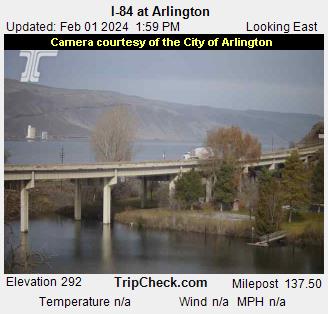 I-84 at Arlington
Updated: Feb 01 2024 1:59 PM Looking East
Camera courtesy of the City of Arlington
Elevation 292 TripCheck.com Milepost 137.50
Temperature n/a Wind n/a MPH n/a